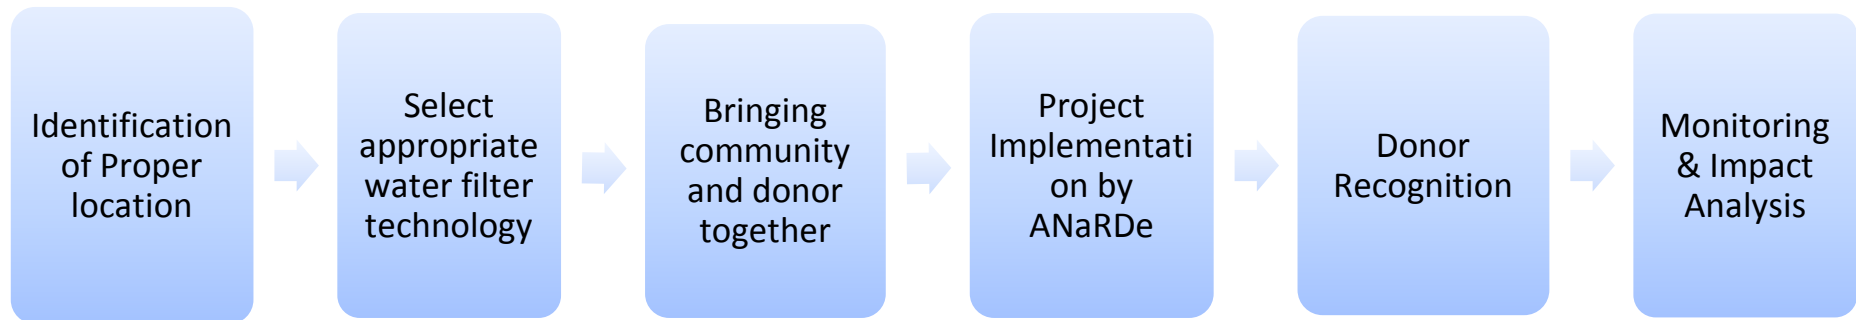 Identification
of Proper
location
Select
appropriate
water filter
technology
Bringing
community
and donor
together
Project
Implementati
on by
ANaRDe
Donor
Recognition
Monitoring
& Impact
Analysis